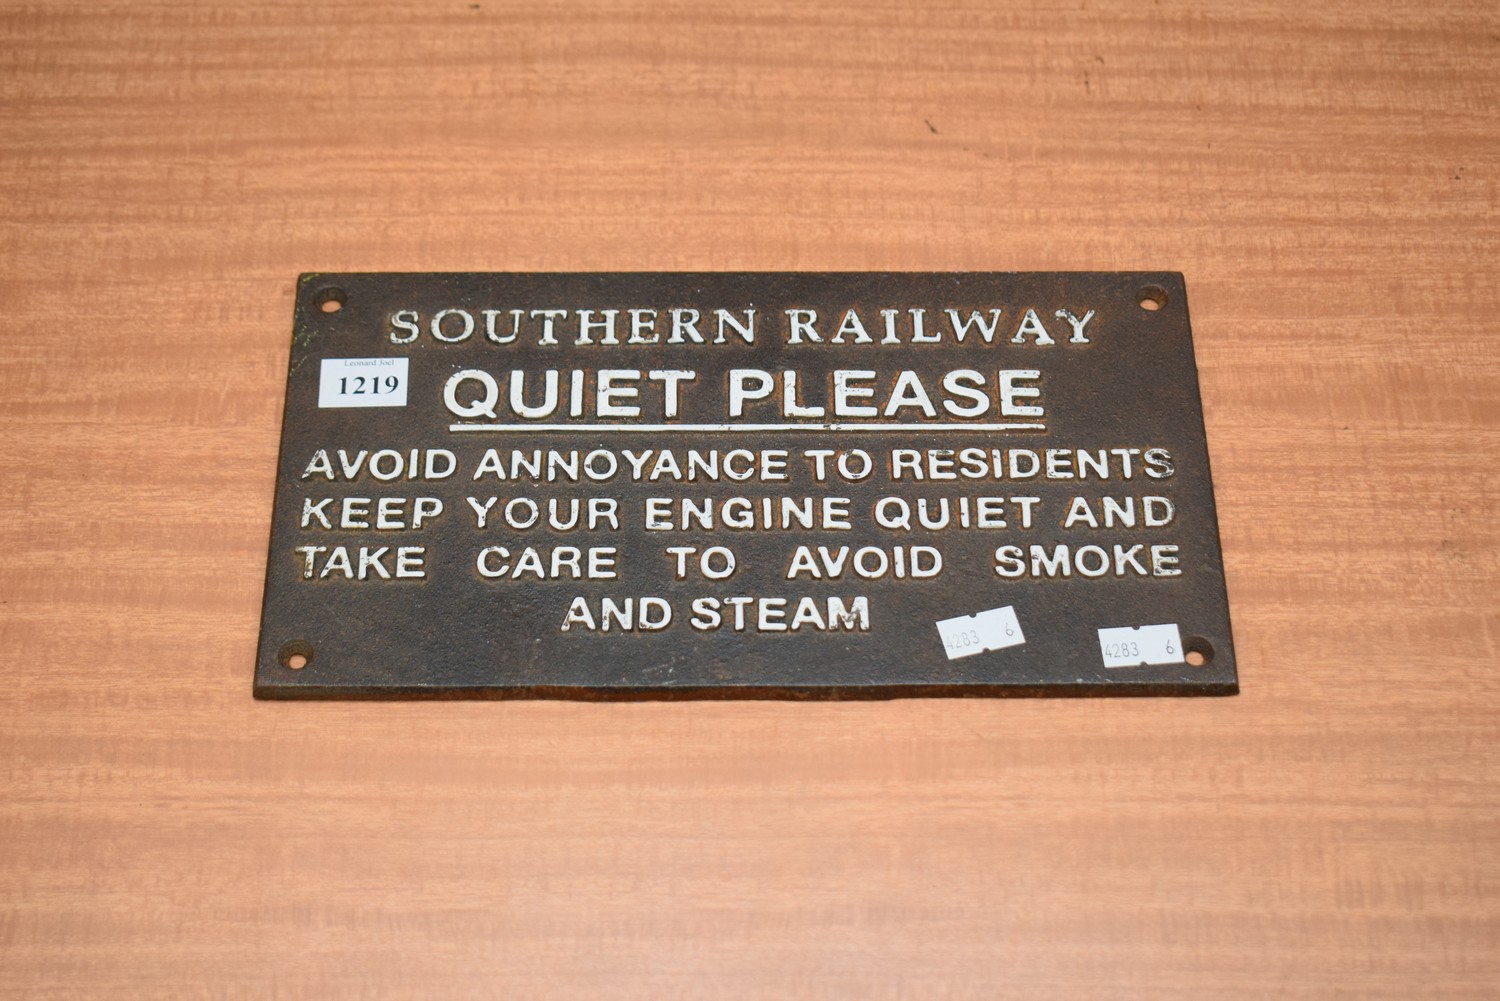 SOUTHERN RAILWAY
Leonard Joel
1219
QUIET PLEASE
AVOID ANNOYANCE TO RESIDENTS
KEEP YOUR ENGINE QUIET AND
TAKE CARE TO AVOID SMOKE
AND STEAM
4283 6
4283 6